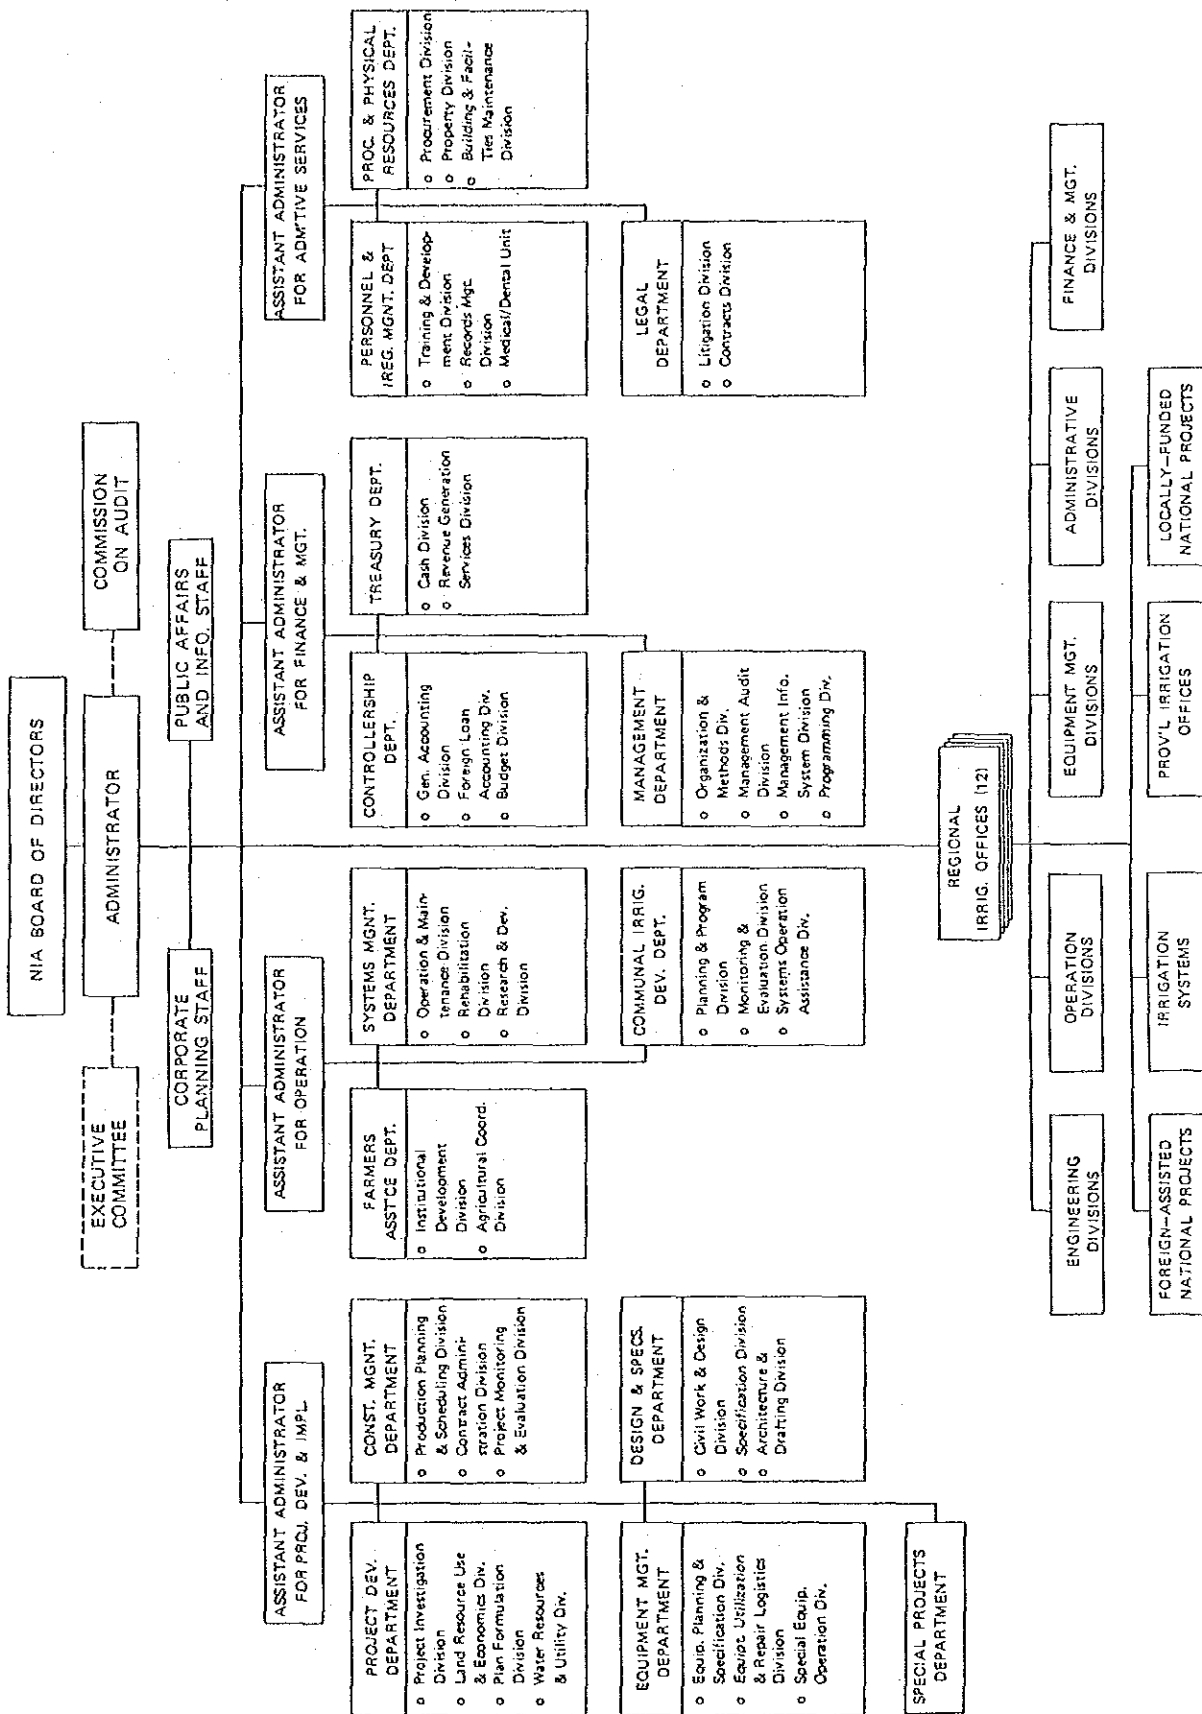 NIA BOARD OF DIRECTORS
EXECUTIVE
COMMITTEE
ADMINISTRATOR
COMMISSION
ON AUDIT
CORPORATE
PLANNING STAFF
PUBLIC AFFAIRS
AND INFO. STAFF
ASSISTANT ADMINISTRATOR
FOR PROJ. DEV. & IMPL.
ASSISTANT ADMINISTRATOR
FOR OPERATION
ASSISTANT ADMINISTRATOR
FOR FINANCE & MGT.
ASSISTANT ADMINISTRATOR
FOR ADM'TIVE SERVICES
PROJECT DEV.
DEPARTMENT
o Project Investigation
Division
o Land Resource Use
& Economics Div.
o Plan Formulation
Division
o Water Resources
& Utility Div.
CONST. MGNT.
DEPARTMENT
o Production Planning
& Scheduling Division
o Contract Admini-
stration Division
o Project Monitoring
& Evaluation Division
FARMERS
ASST'CE DEPT.
o Institutional
Development
Division
o Agricultural Coord.
Division
SYSTEMS MGNT.
DEPARTMENT
o Operation & Main-
tenance Division
o Rehabilitation
Division
o Research & Dev.
Division
CONTROLLERSHIP
DEPT.
o Gen. Accounting
Division
o Foreign Loan
Accounting Div.
o Budget Division
TREASURY DEPT.
o Cash Division
o Revenue Generation
Services Division
PERSONNEL &
IREG. MGNT. DEPT
o Training & Develop-
ment Division
o Records Mgt.
Division
o Medical/Dental Unit
PROC. & PHYSICAL
RESOURCES DEPT.
o Procurement Division
o Property Division
o Building & Facil-
Ties Maintenance
Division
EQUIPMENT MGT.
DEPARTMENT
o Equip. Planning &
Specification Div.
o Equipt. Utilization
& Repair Logistics
Division
o Special Equip.
Operation Div.
DESIGN & SPECS.
DEPARTMENT
o Civil Work & Design
Division
o Specification Division
o Architecture &
Drafting Division
COMMUNAL IRRIG.
DEV. DEPT.
o Planning & Program
Division
o Monitoring &
Evaluation Division
o Systems Operation
Assistance Div.
MANAGEMENT
DEPARTMENT
o Organization &
Methods Div.
o Management Audit
Division
o Management Info.
System Division
o Programming Div.
LEGAL
DEPARTMENT
o Litigation Division
o Contracts Division
SPECIAL PROJECTS
DEPARTMENT
REGIONAL
IRRIG. OFFICES (12)
ENGINEERING
DIVISIONS
OPERATION
DIVISIONS
EQUIPMENT MGT.
DIVISIONS
ADMINISTRATIVE
DIVISIONS
FINANCE & MGT.
DIVISIONS
FOREIGN-ASSISTED
NATIONAL PROJECTS
IRRIGATION
SYSTEMS
PROV'L IRRIGATION
OFFICES
LOCALLY-FUNDED
NATIONAL PROJECTS